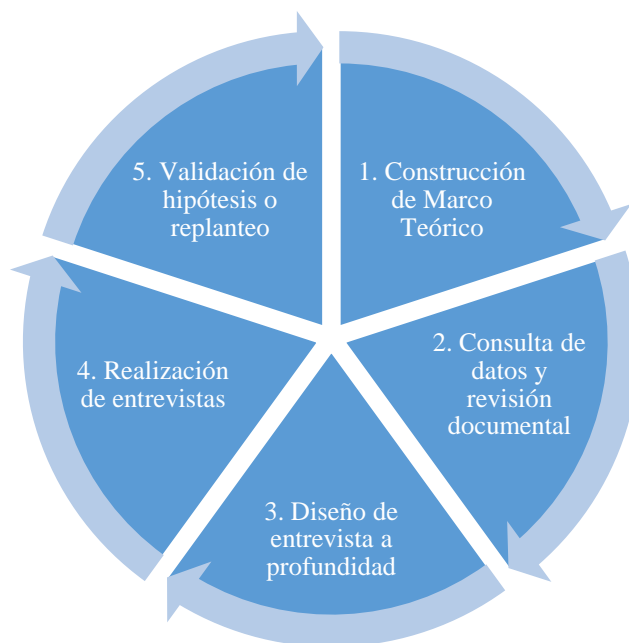 1. Construcción
de Marco
Teórico
2. Consulta de
datos y
revisión
documental
3. Diseño de
entrevista a
profundidad
4. Realización
de entrevistas
5. Validación de
hipótesis o
replanteo